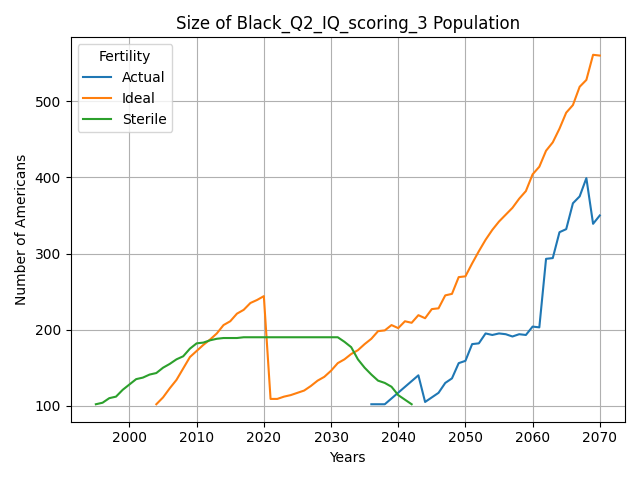 Size of Black_Q2_IQ_scoring_3 Population
Fertility
Actual
Ideal
Sterile
Number of Americans
500
400
300
200
100
2000 2010 2020 2030 2040 2050 2060 2070
Years